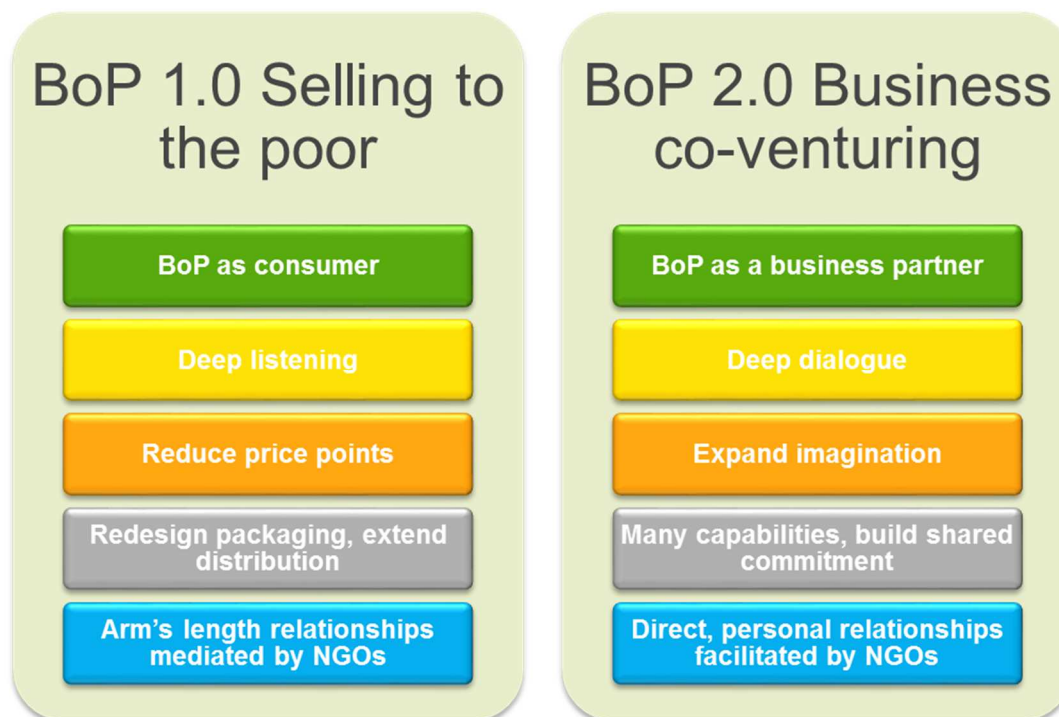 BoP 1.0 Selling to
the poor
BoP as consumer
Deep listening
Reduce price points
Redesign packaging, extend
distribution
Arm's length relationships
mediated by NGOs
BoP 2.0 Business
co-venturing
BoP as a business partner
Deep dialogue
Expand imagination
Many capabilities, build shared
commitment
Direct, personal relationships
facilitated by NGOs